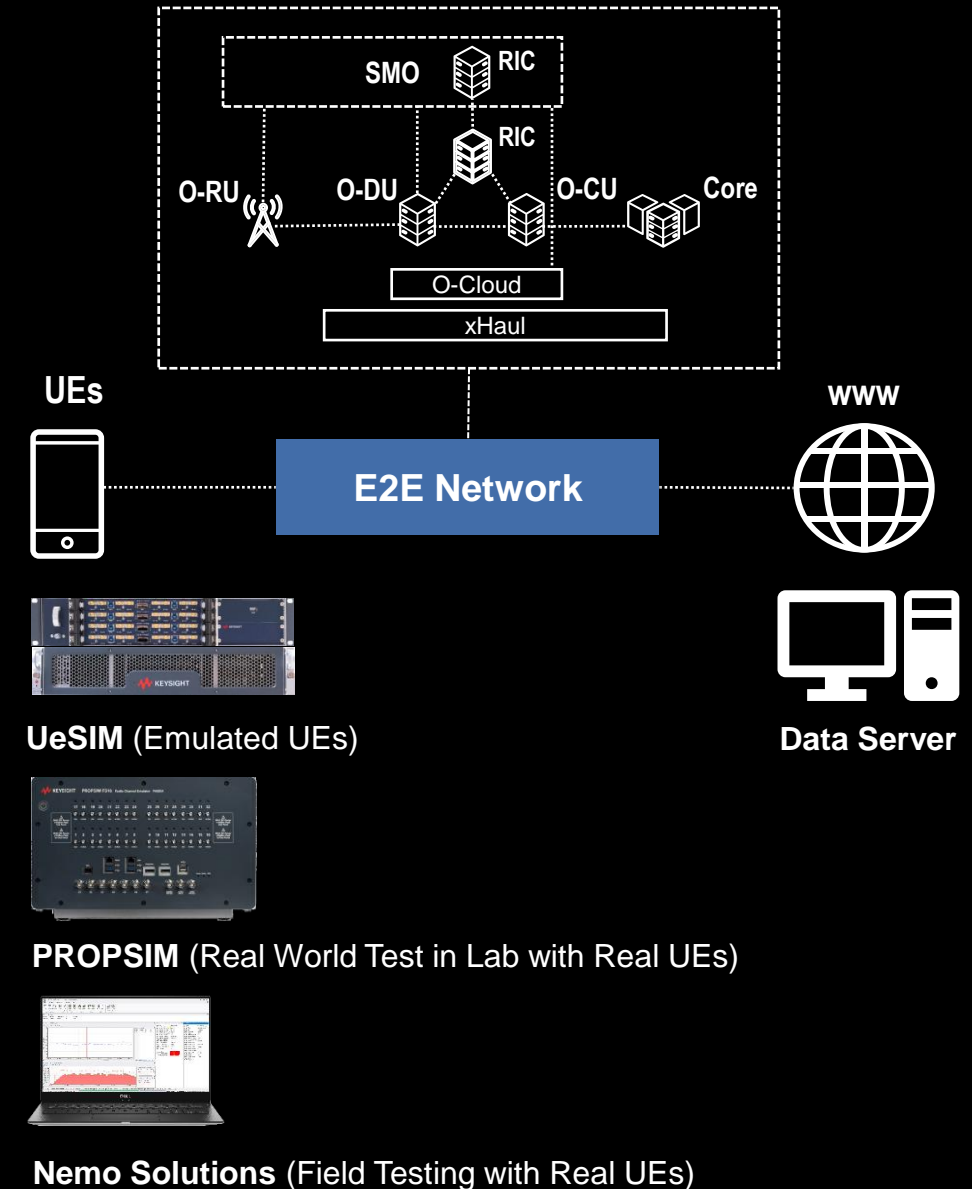 SMO
RIC
RIC
O-RU
O-DU
O-CU
Core
O-Cloud
xHaul
UEs
www
E2E Network
KEYSIGHT
UeSIM (Emulated UEs)
Data Server
KEYSIGHT PROPSIM
PROPSIM (Real World Test in Lab with Real UEs)
Nemo Solutions (Field Testing with Real UEs)